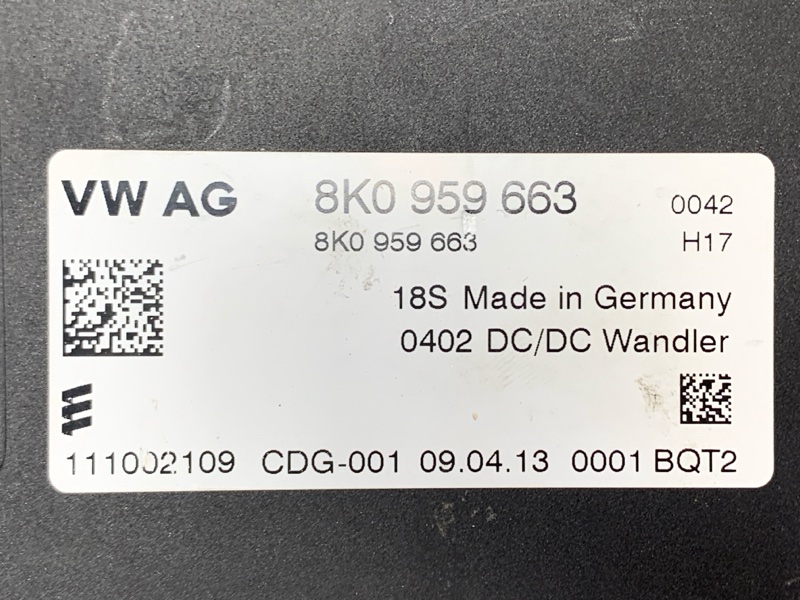 VW AG 8K0 959 663 0042
8K0 959 663 H17
18S Made in Germany
0402 DC/DC Wandler
111002109 CDG-001 09.04.13 0001 BQT2